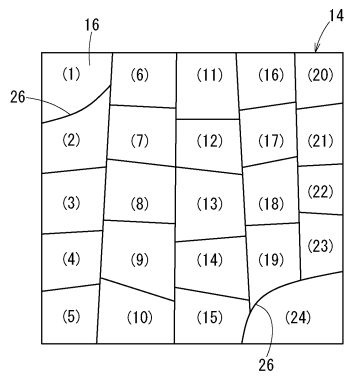 14
16
(1) (6) (11) (16) (20)
26
(2) (7) (12) (17) (21)
(3) (8) (13) (18) (22)
(4) (9) (14) (19) (23)
(5) (10) (15) (24)
26